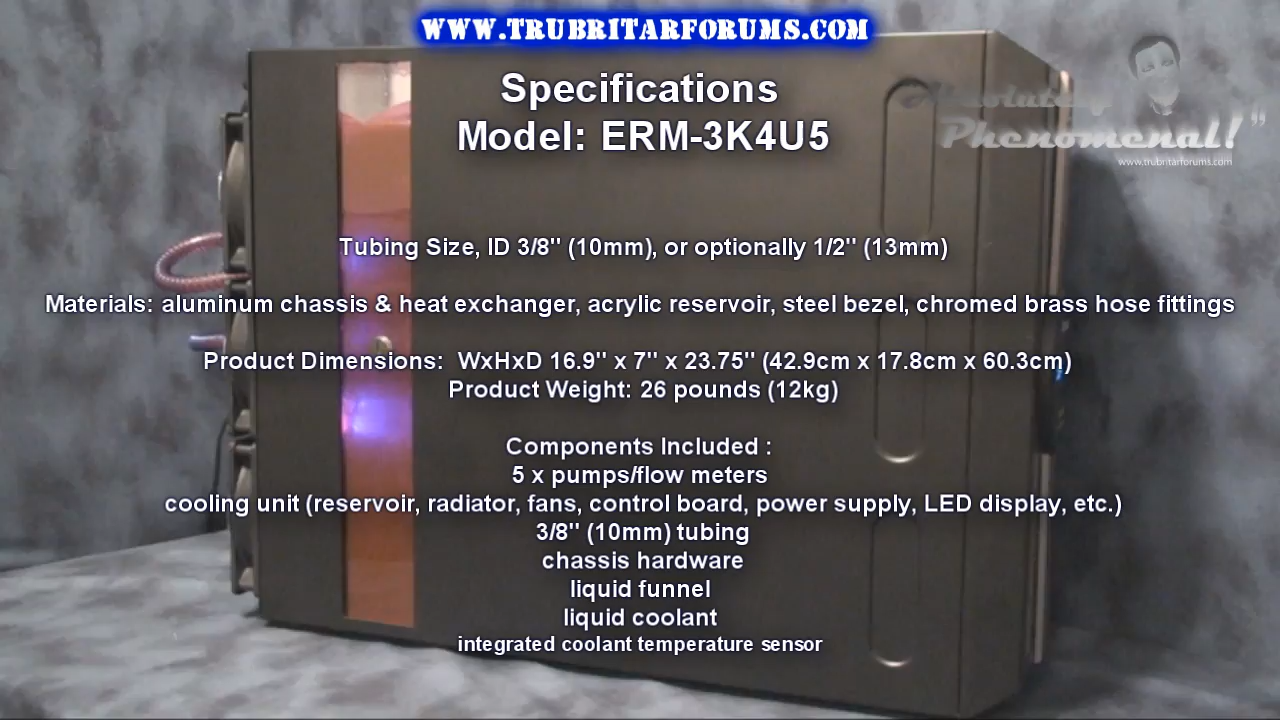 WWW.TRUBRITARFORUMS.COM
Specifications
Model: ERM-3K4U5
Absolutely
Phenomenal!"
www.trubritarforums.com
Tubing Size, ID 3/8" (10mm), or optionally 1/2" (13mm)
Materials: aluminum chassis & heat exchanger, acrylic reservoir, steel bezel, chromed brass hose fittings
Product Dimensions: WxHxD 16.9" x 7" x 23.75" (42.9cm x 17.8cm x 60.3cm)
Product Weight: 26 pounds (12kg)
Components Included :
5 x pumps/flow meters
cooling unit (reservoir, radiator, fans, control board, power supply, LED display, etc.)
3/8" (10mm) tubing
chassis hardware
liquid funnel
liquid coolant
integrated coolant temperature sensor